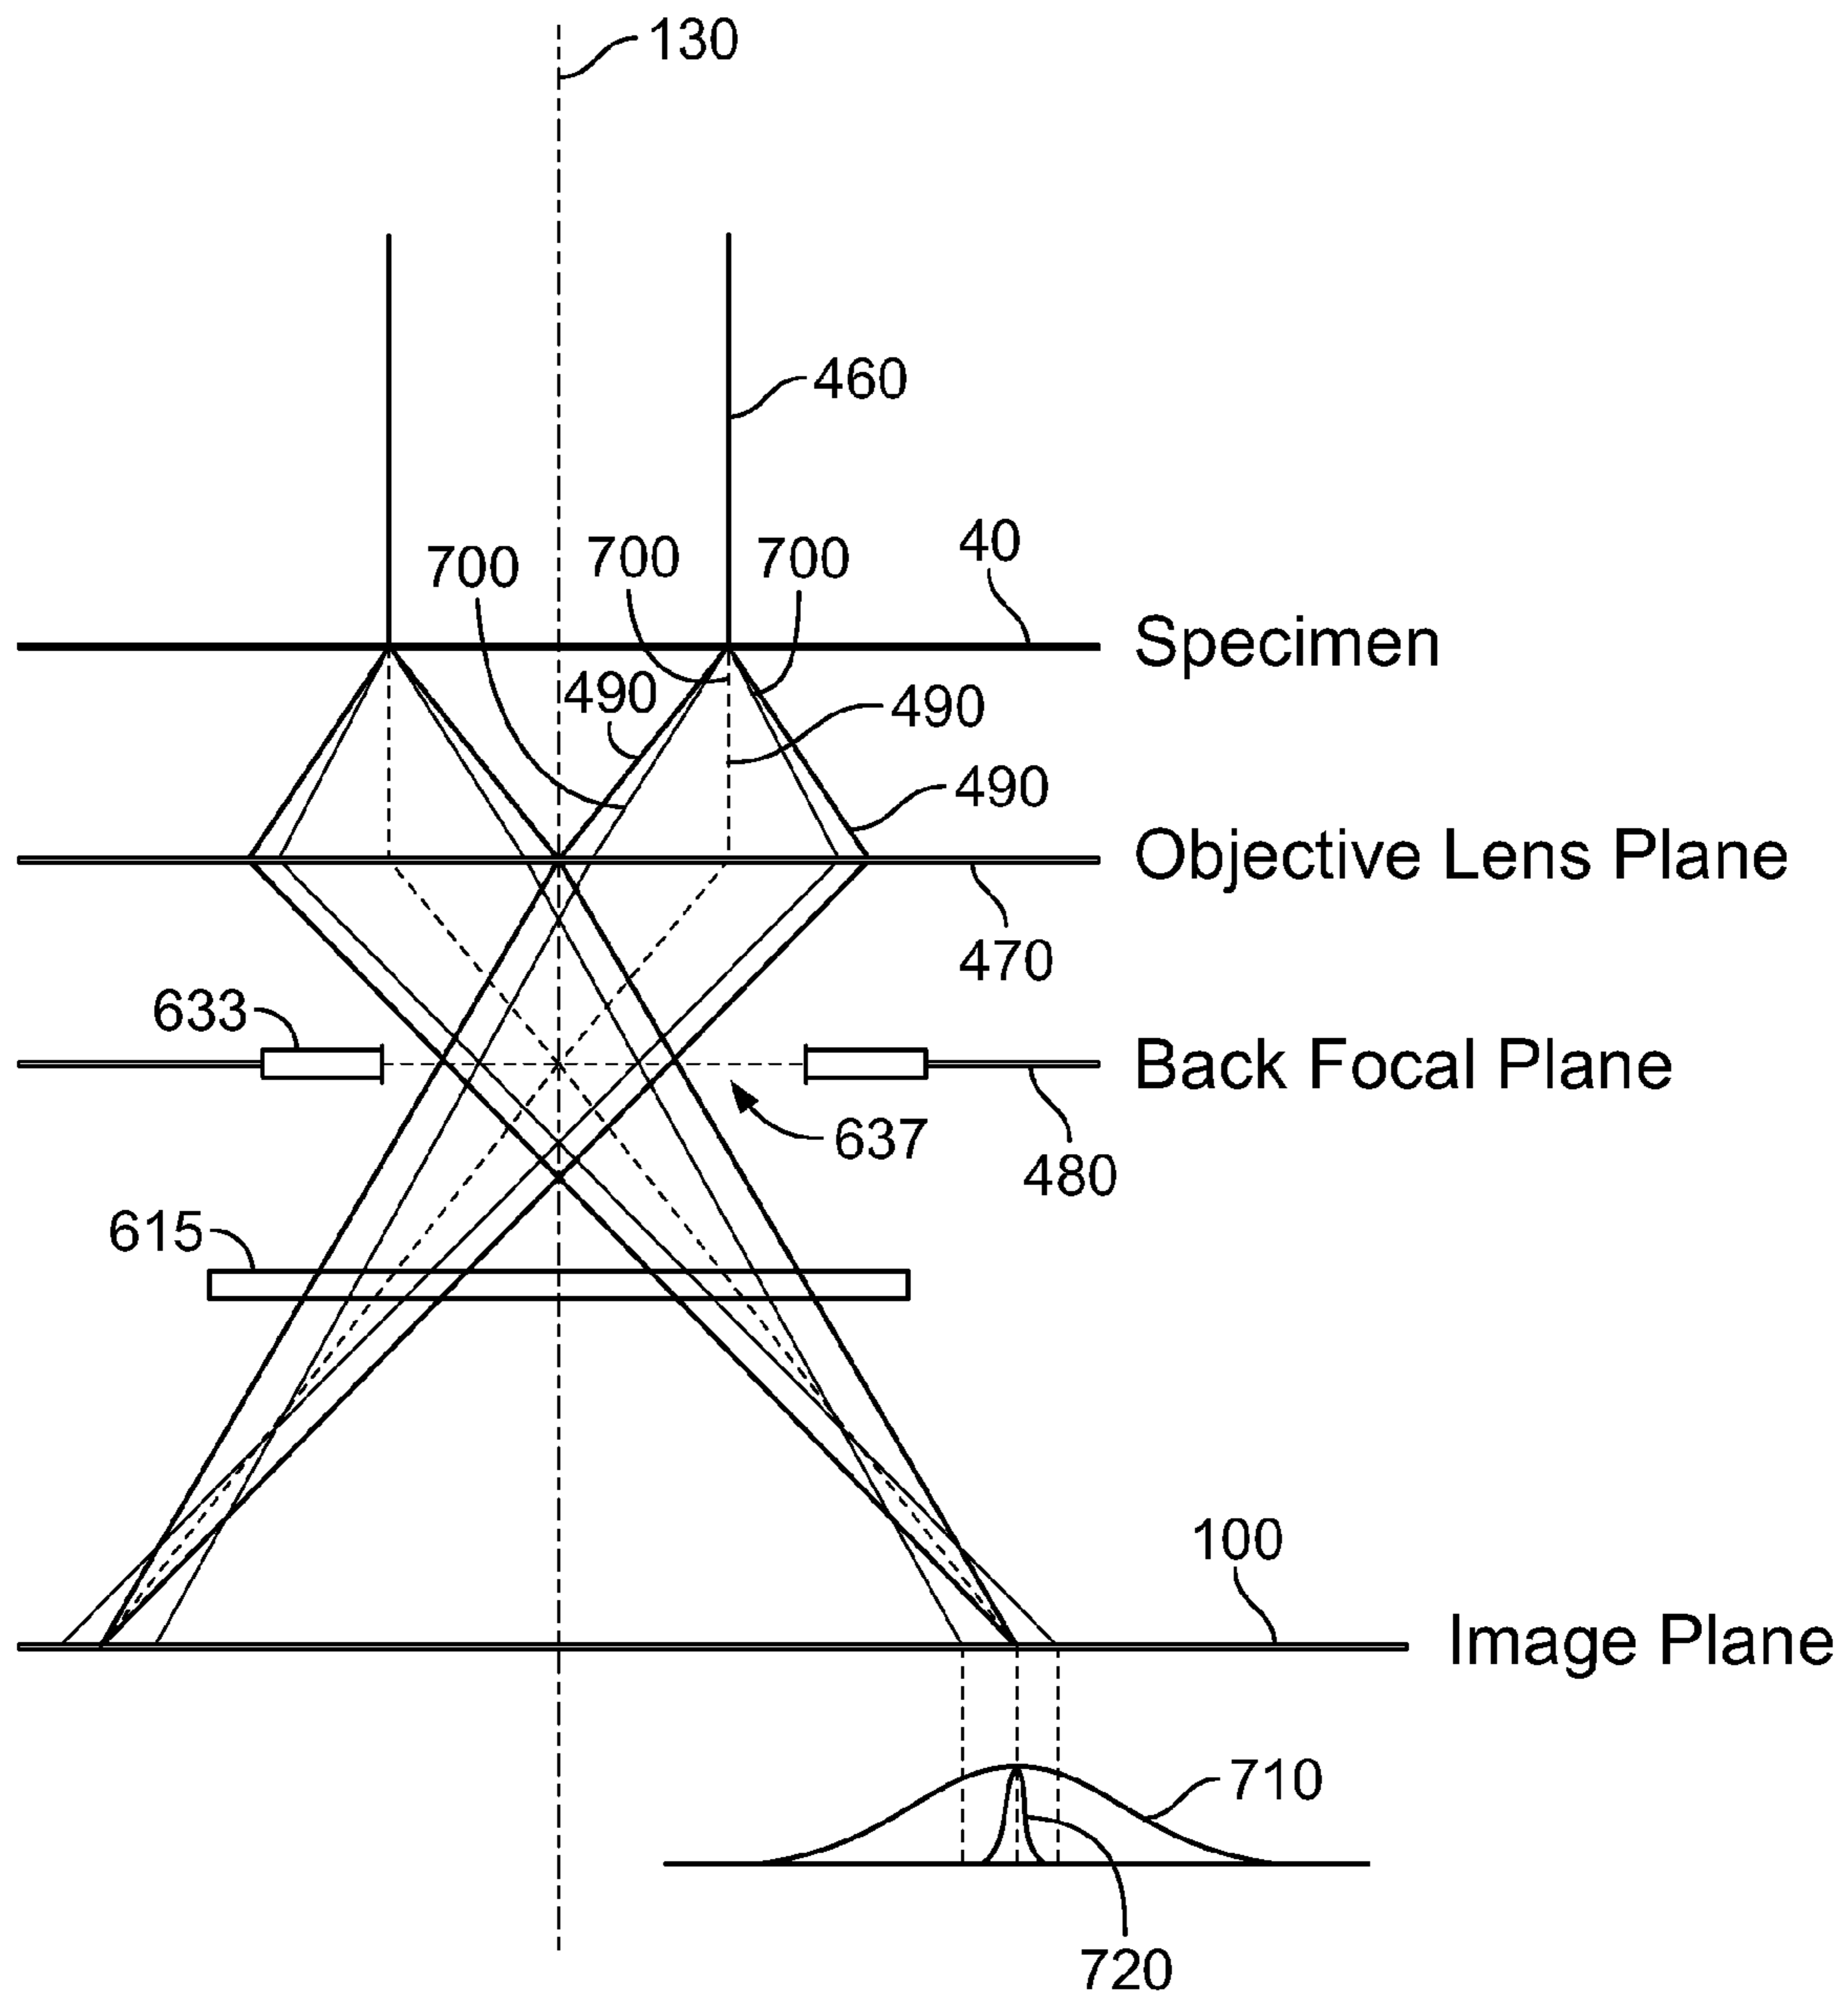 130
460
40
700 700 700
Specimen
490 490
490
Objective Lens Plane
470
633
Back Focal Plane
637
480
615
100
Image Plane
710
720